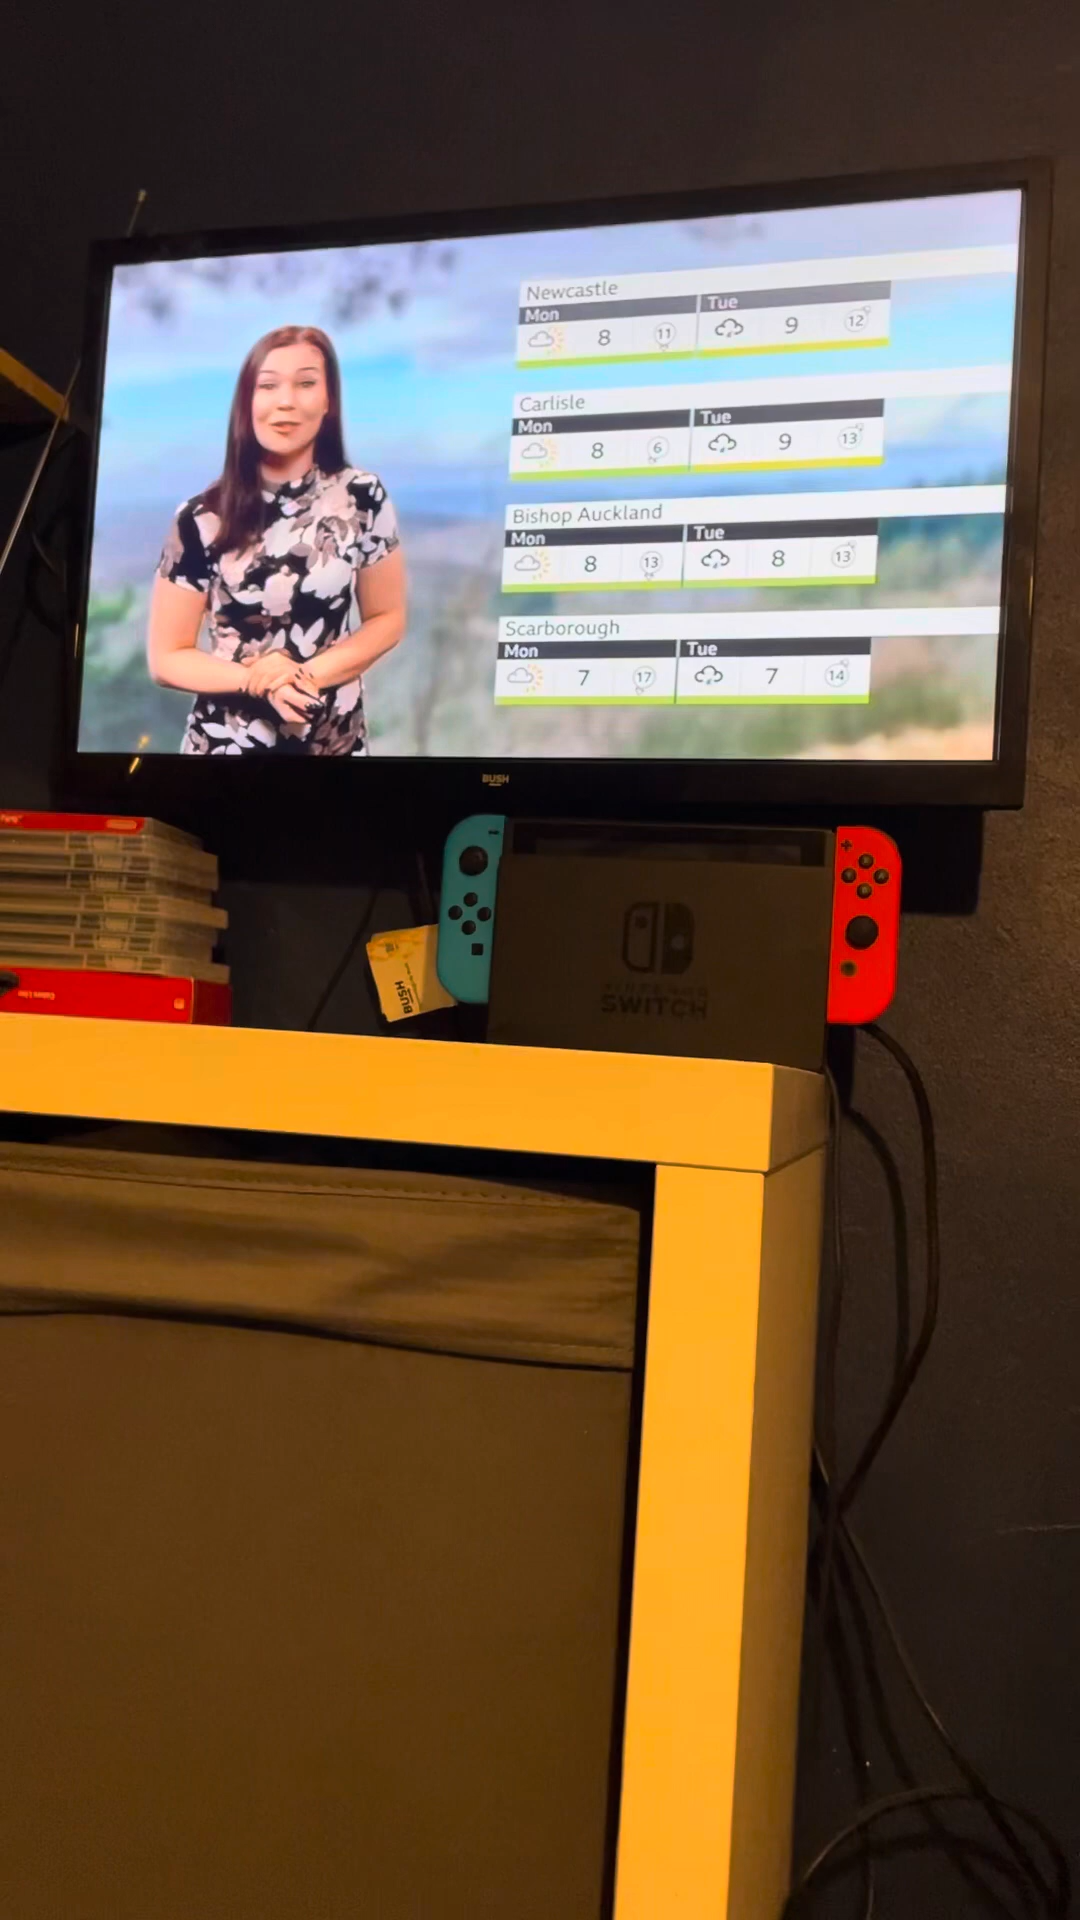 Newcastle
Mon Tue
8 11 9 12
Carlisle
Mon Tue
8 6 9 13
Bishop Auckland
Mon Tue
8 13 8 13
Scarborough
Mon Tue
7 17 7 14
BUSH
BUSH
NINTENDO
SWITCH